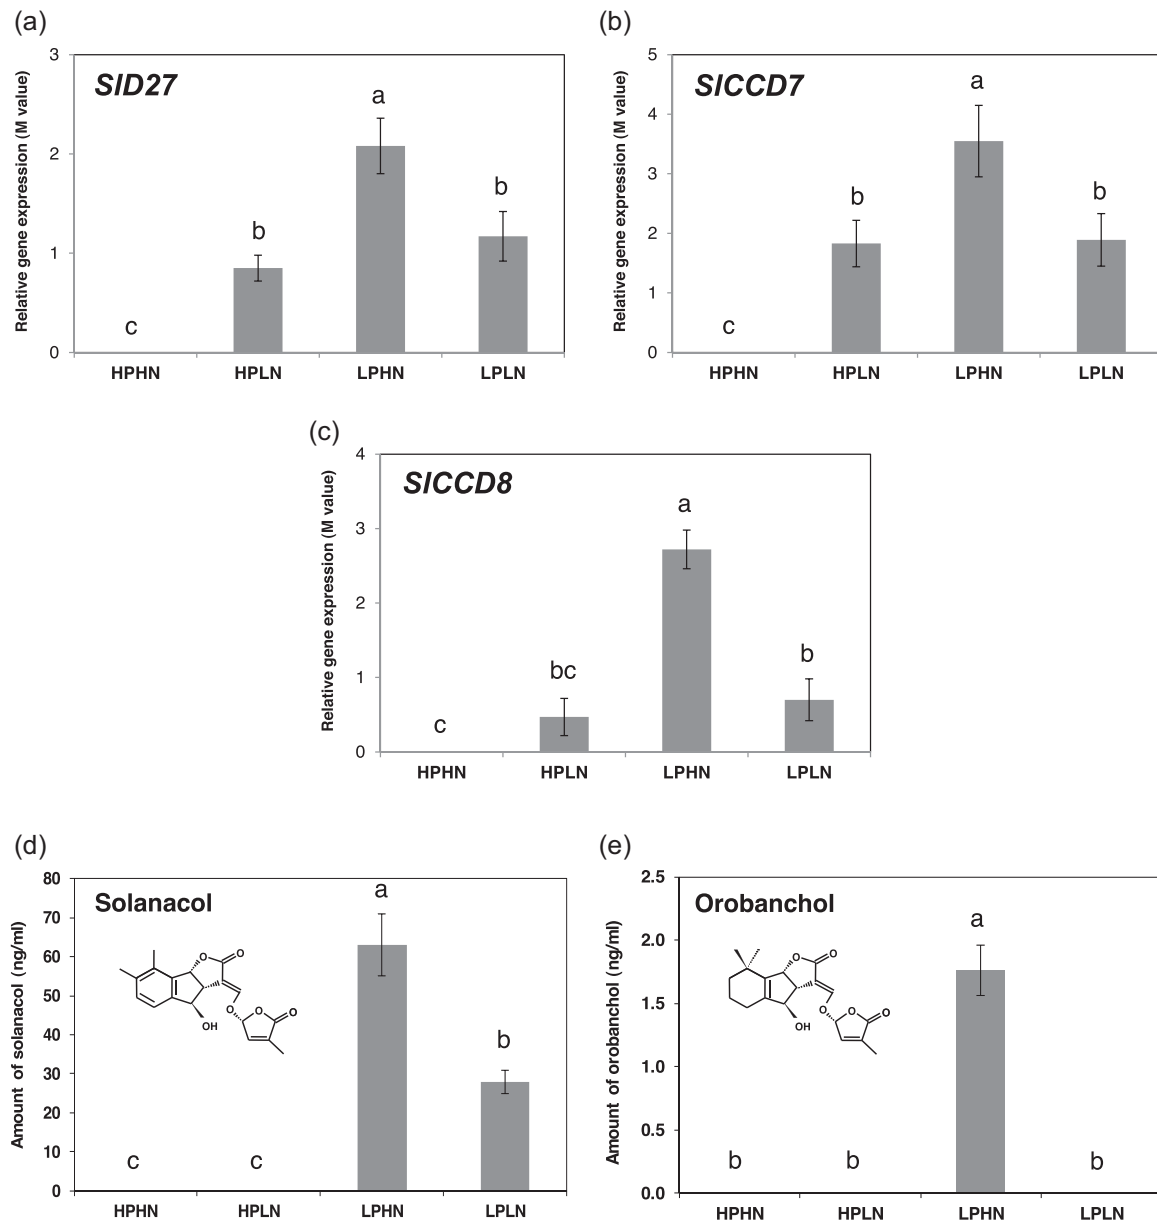 (a)
3
2
1
0
Relative gene expression (M value)
SlD27
c
b
a
b
HPHN HPLN LPHN LPLN
(b)
5
4
3
2
1
0
Relative gene expression (M value)
SlCCD7
c
b
a
b
HPHN HPLN LPHN LPLN
(c)
4
3
2
1
0
Relative gene expression (M value)
SlCCD8
c
bc
a
b
HPHN HPLN LPHN LPLN
(d)
80
70
60
50
40
30
20
10
0
Amount of solanacol (ng/ml)
Solanacol
O
O
O
O
O
OH
c
c
a
b
HPHN HPLN LPHN LPLN
(e)
2.5
2.0
1.5
1.0
0.5
0.0
Amount of orobanchol (ng/ml)
Orobanchol
O
O
O
O
O
OH
b
b
a
b
HPHN HPLN LPHN LPLN